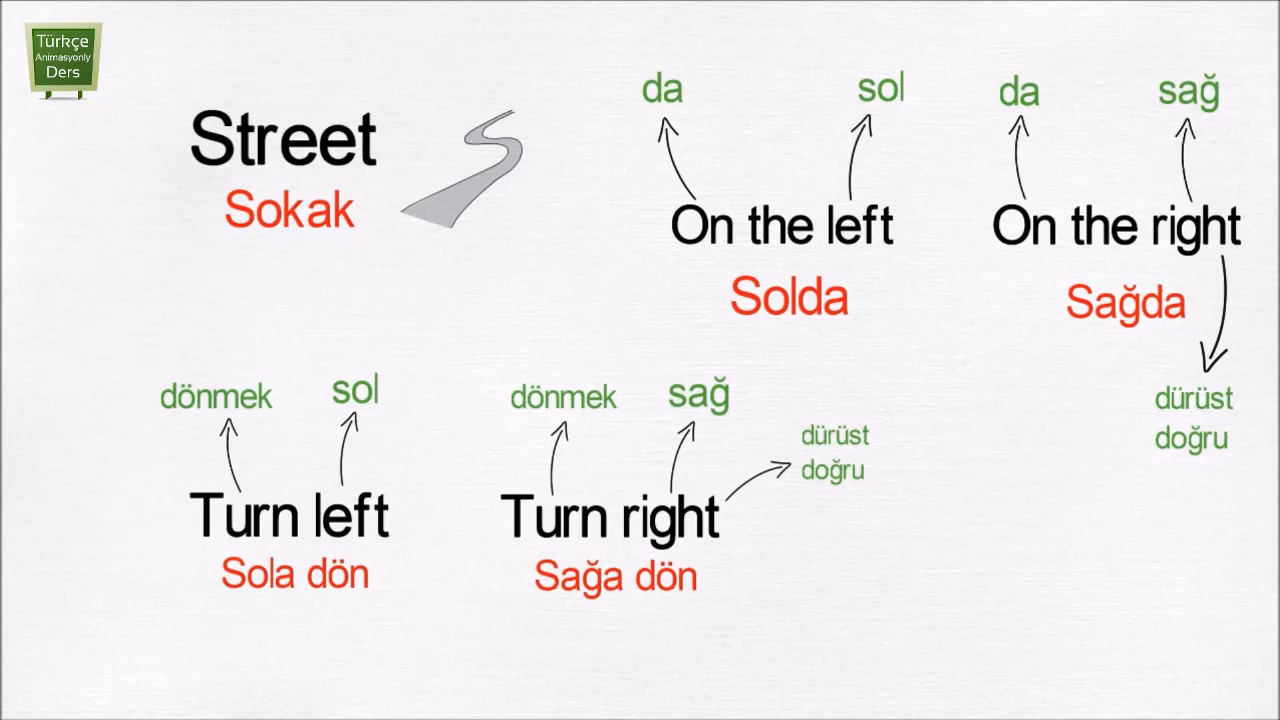 Türkçe
Animasyonly
Ders
Street
Sokak
da sol
On the left
Solda
da sağ
On the right
Sağda
dürüst
doğru
dönmek sol
Turn left
Sola dön
dönmek sağ
dürüst
doğru
Turn right
Sağa dön